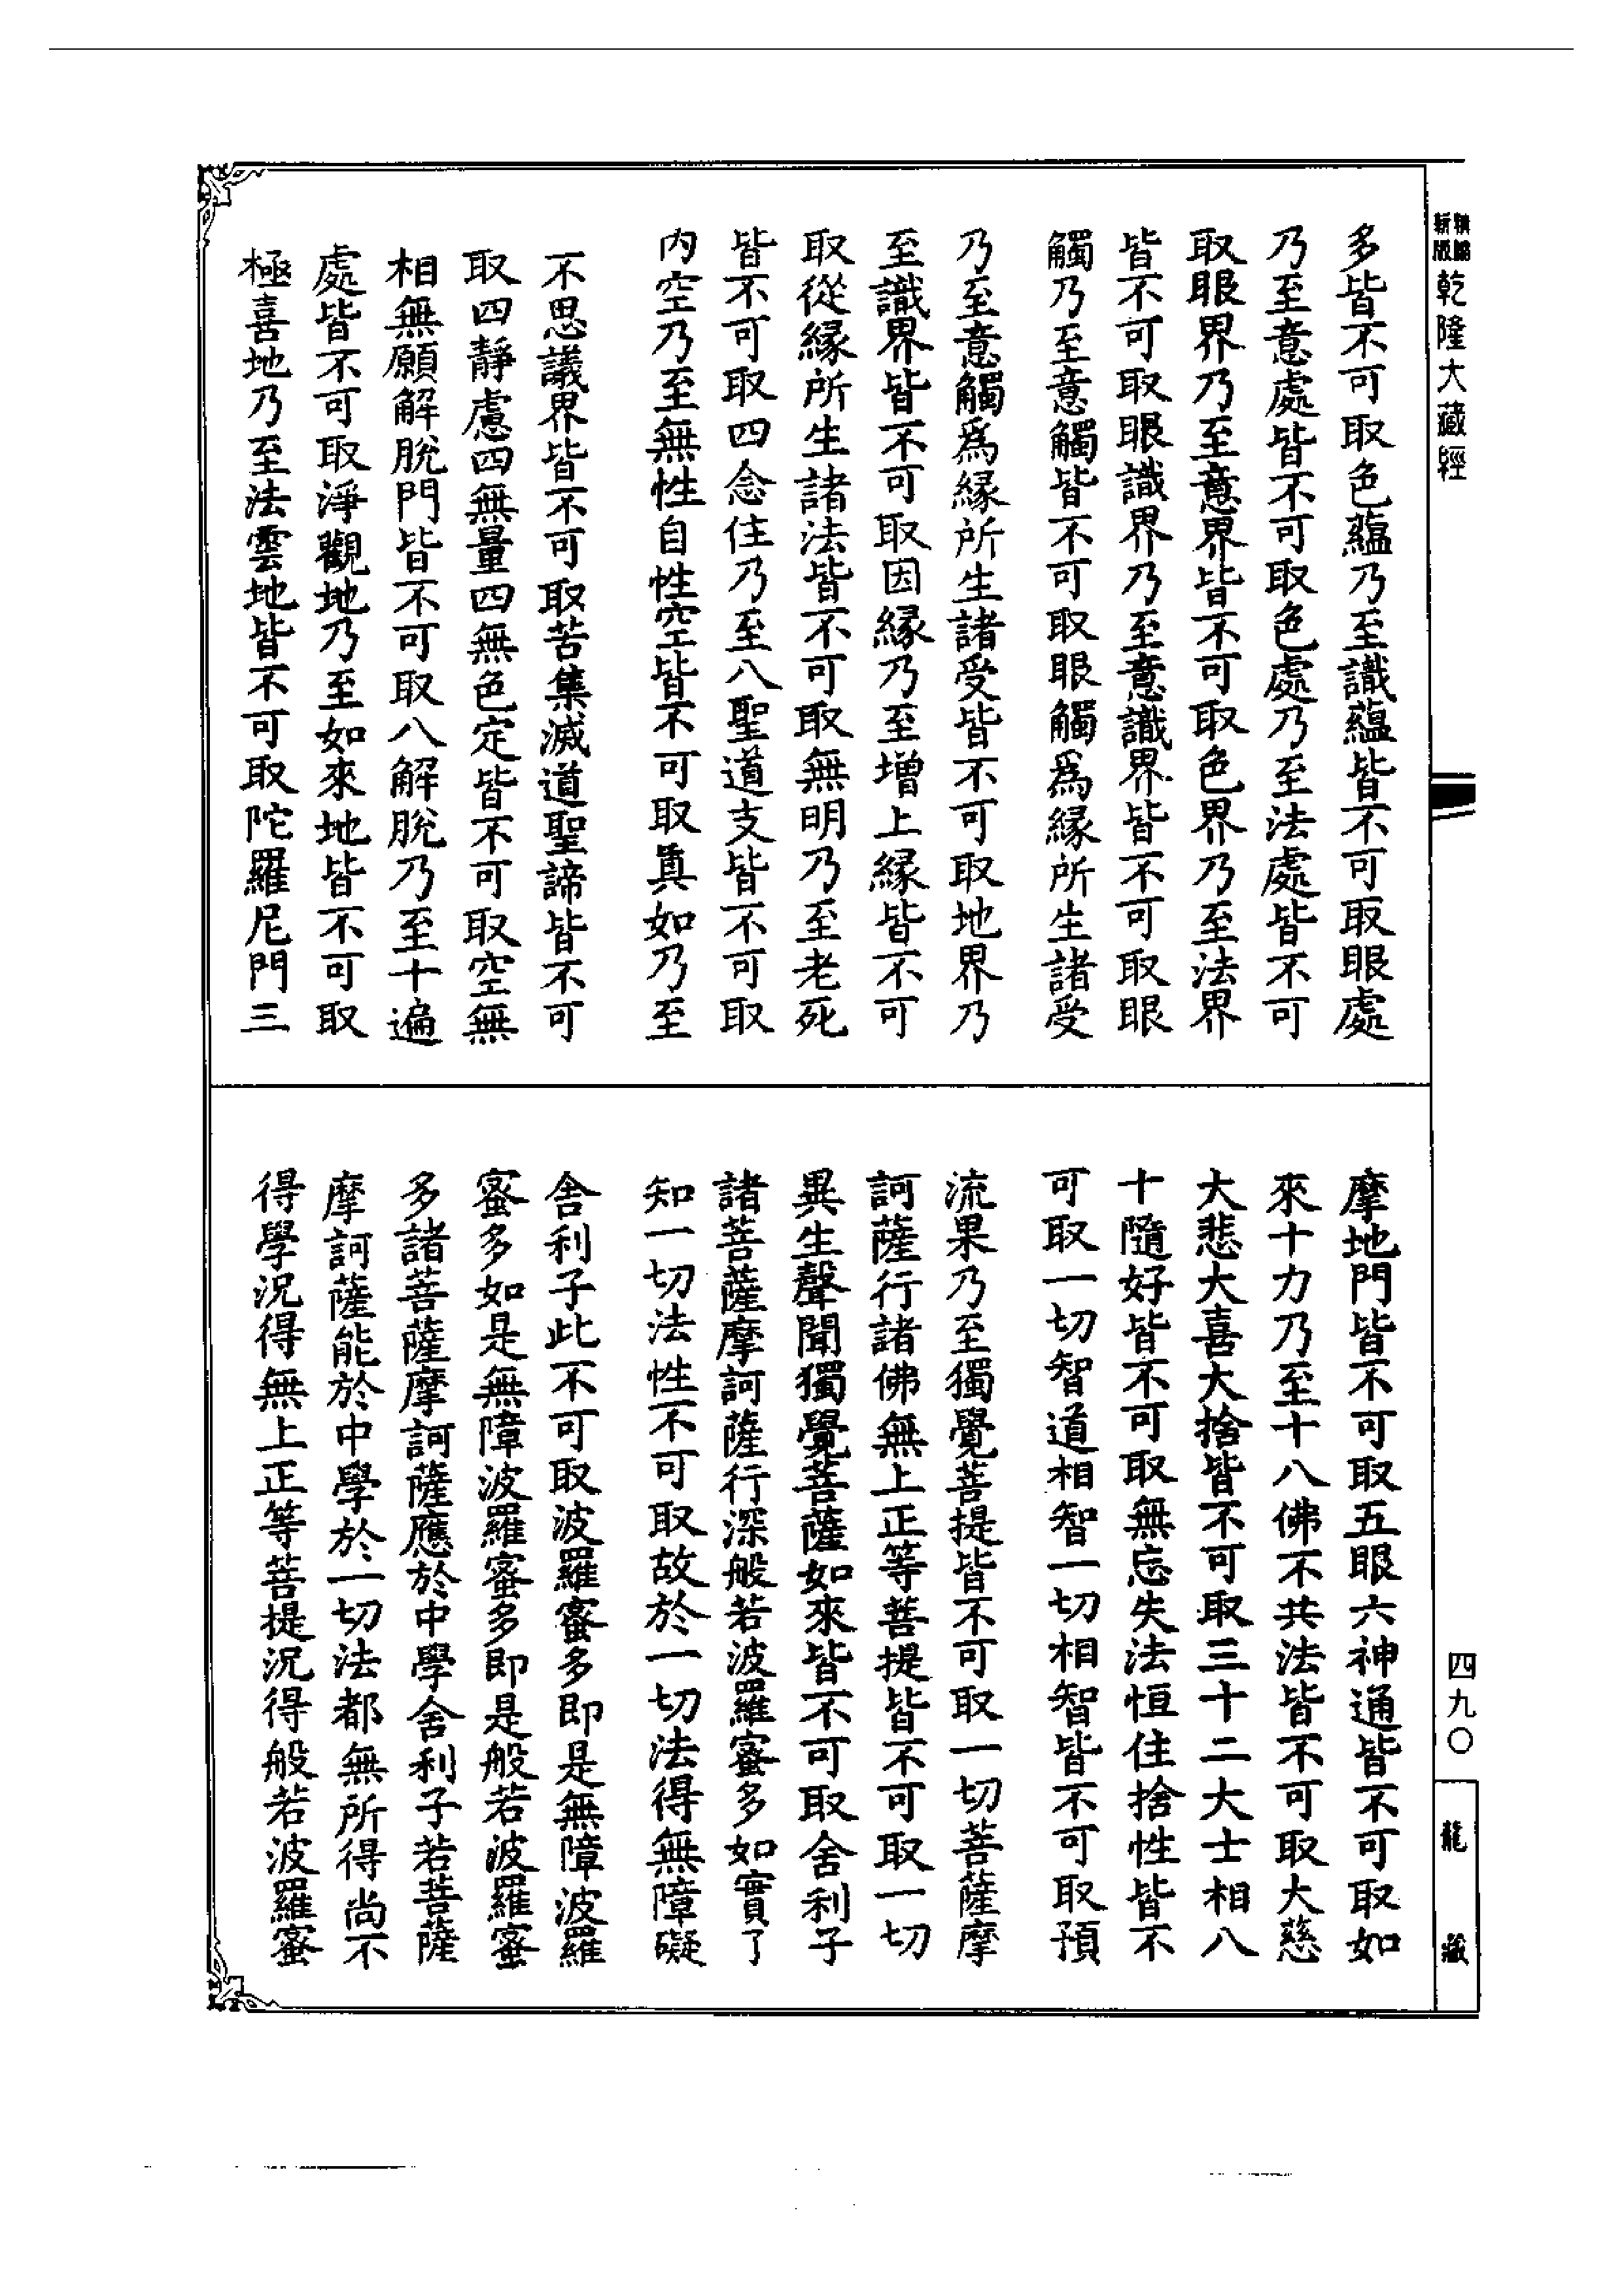 新編縮版乾隆大藏經
多皆不可取色蘊乃至識蘊皆不可取眼處
乃至意處皆不可取色處乃至法處皆不可
取眼界乃至意界皆不可取色界乃至法界
皆不可取眼識界乃至意識界皆不可取眼
觸乃至意觸皆不可取眼觸爲緣所生諸受
乃至意觸爲緣所生諸受皆不可取地界乃
至識界皆不可取因緣乃至增上緣皆不可
取從緣所生諸法皆不可取無明乃至老死
皆不可取四念住乃至八聖道支皆不可取
內空乃至無性自性空皆不可取真如乃至
不思議界皆不可取苦集滅道聖諦皆不可
取四靜慮四無量四無色定皆不可取空無
相無願解脫門皆不可取八解脫乃至十遍
處皆不可取淨觀地乃至如來地皆不可取
極喜地乃至法雲地皆不可取陀羅尼門三
摩地門皆不可取五眼六神通皆不可取如
來十力乃至十八佛不共法皆不可取大慈
大悲大喜大捨皆不可取三十二大士相八
十隨好皆不可取無忘失法恒住捨性皆不
可取一切智道相智一切相智皆不可取預
流果乃至獨覺菩提皆不可取一切菩薩摩
訶薩行諸佛無上正等菩提皆不可取一切
異生聲聞獨覺菩薩如來皆不可取舍利子
諸菩薩摩訶薩行深般若波羅蜜多如實了
知一切法性不可取故於一切法得無障礙
舍利子此不可取波羅蜜多即是無障波羅
蜜多如是無障波羅蜜多即是般若波羅蜜
多諸菩薩摩訶薩應於中學舍利子若菩薩
摩訶薩能於中學於一切法都無所得尚不
得學況得無上正等菩提況得般若波羅蜜
四九〇
龍藏